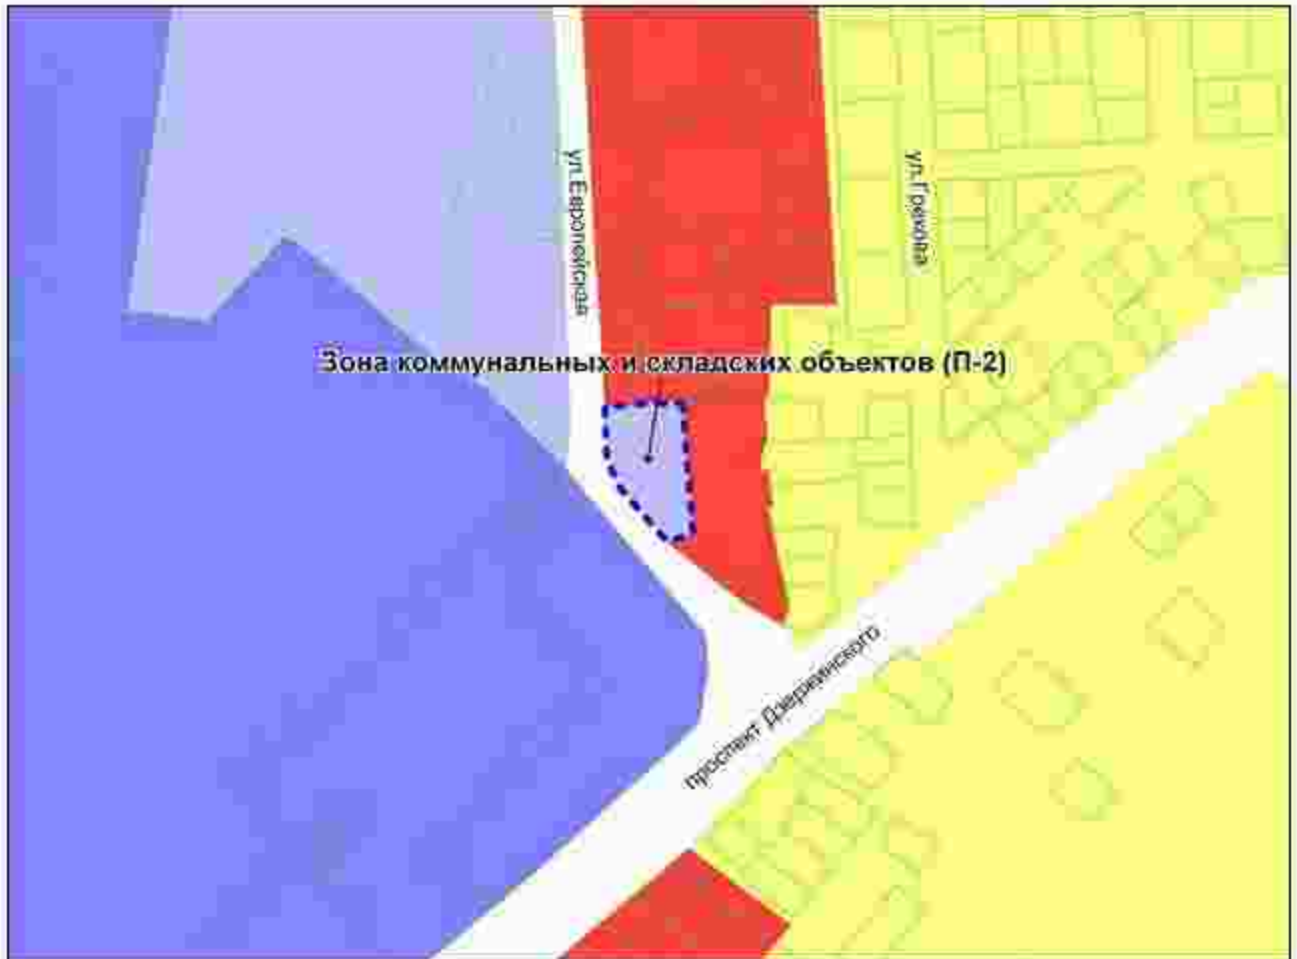 ул.Европейская
ул.Грекова
Зона коммунальных и складских объектов (П-2)
проспект Дзержинского